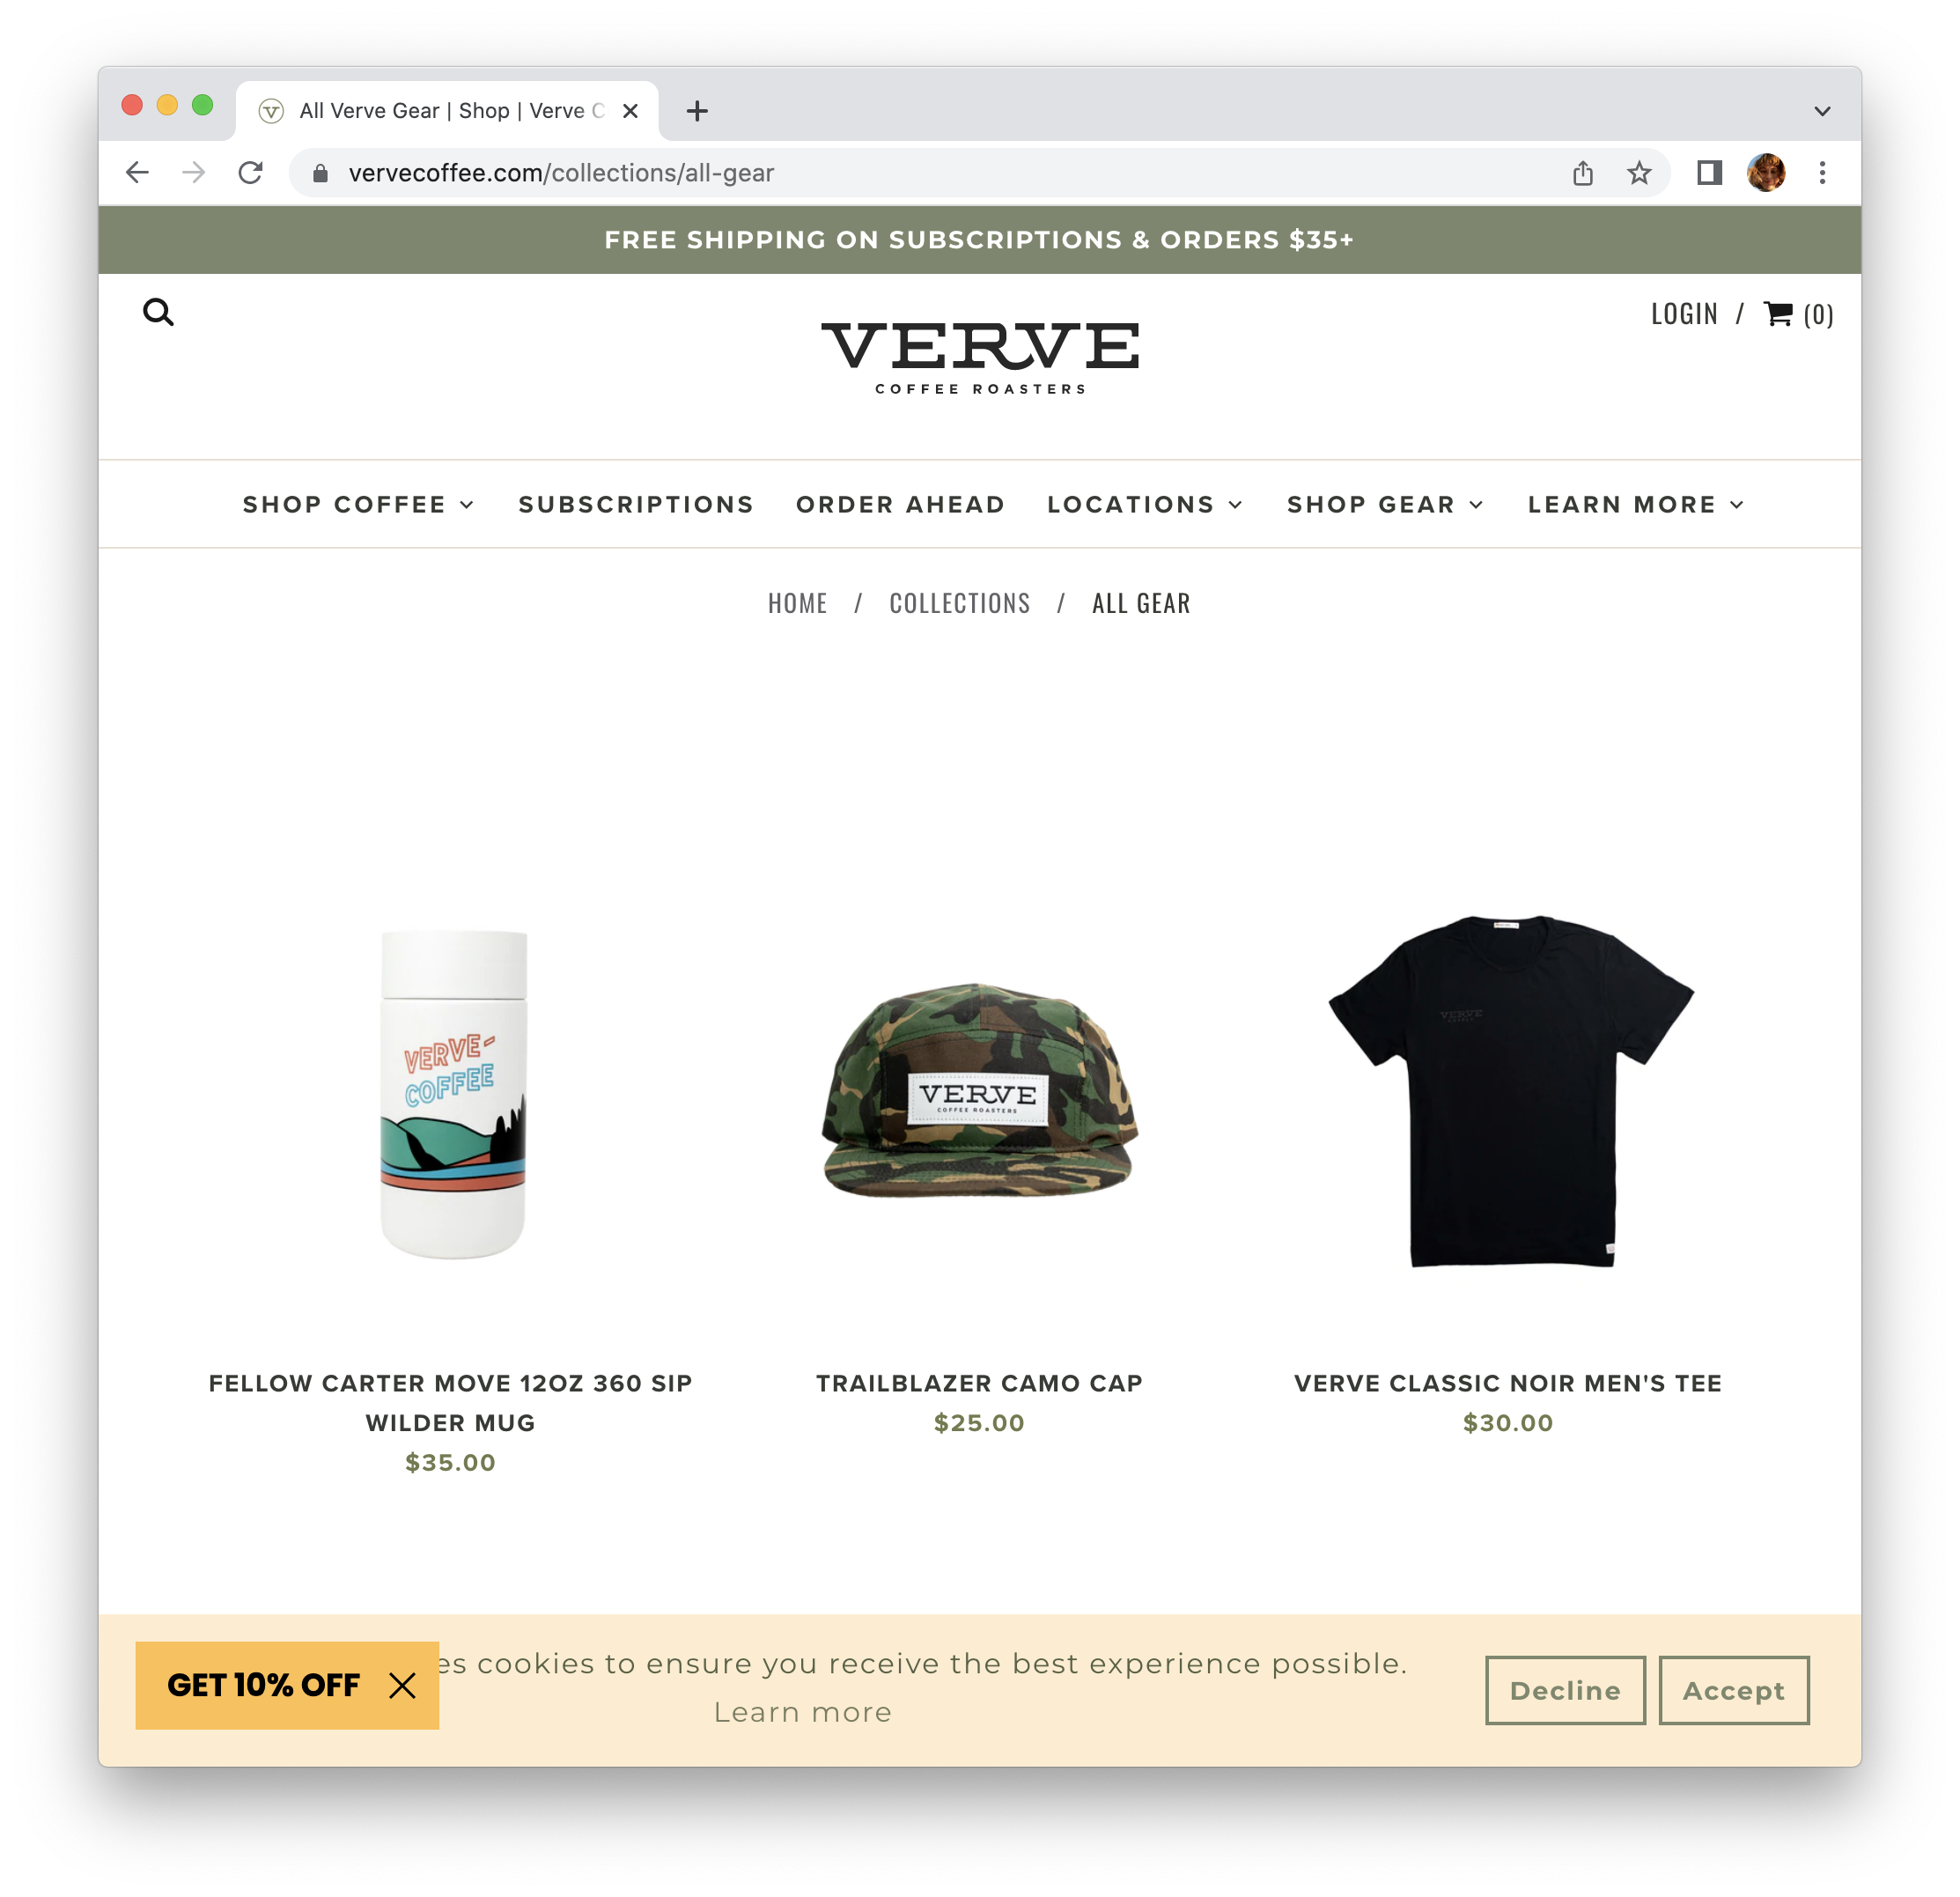 All Verve Gear | Shop | Verve C
vervecoffee.com/collections/all-gear
FREE SHIPPING ON SUBSCRIPTIONS & ORDERS $35+
LOGIN / (0)
VERVE
COFFEE ROASTERS
SHOP COFFEE SUBSCRIPTIONS ORDER AHEAD LOCATIONS SHOP GEAR LEARN MORE
HOME / COLLECTIONS / ALL GEAR
VERVE-
COFFEE
VERVE
COFFEE ROASTERS
VERVE
FELLOW CARTER MOVE 12OZ 360 SIP
WILDER MUG
$35.00
TRAILBLAZER CAMO CAP
$25.00
VERVE CLASSIC NOIR MEN'S TEE
$30.00
GET 10% OFF
es cookies to ensure you receive the best experience possible.
Learn more
Decline
Accept